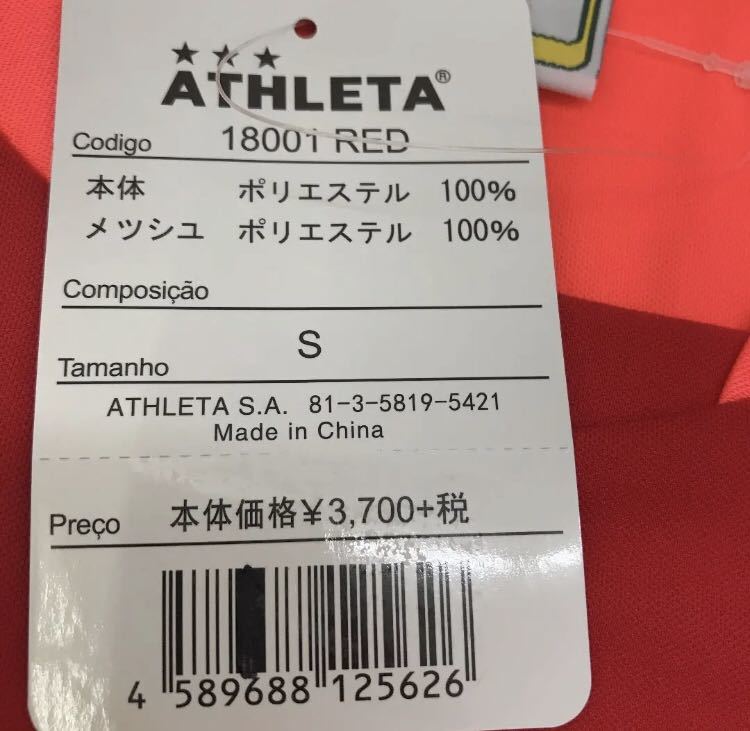 ★ ★ ★
ATHLETA®
Codigo 18001 RED
本体 ポリエステル 100%
メツシユ ポリエステル 100%
Composição
S
Tamanho
ATHLETA S.A. 81-3-5819-5421
Made in China
Preço 本体価格¥3,700+税
4 589688 125626